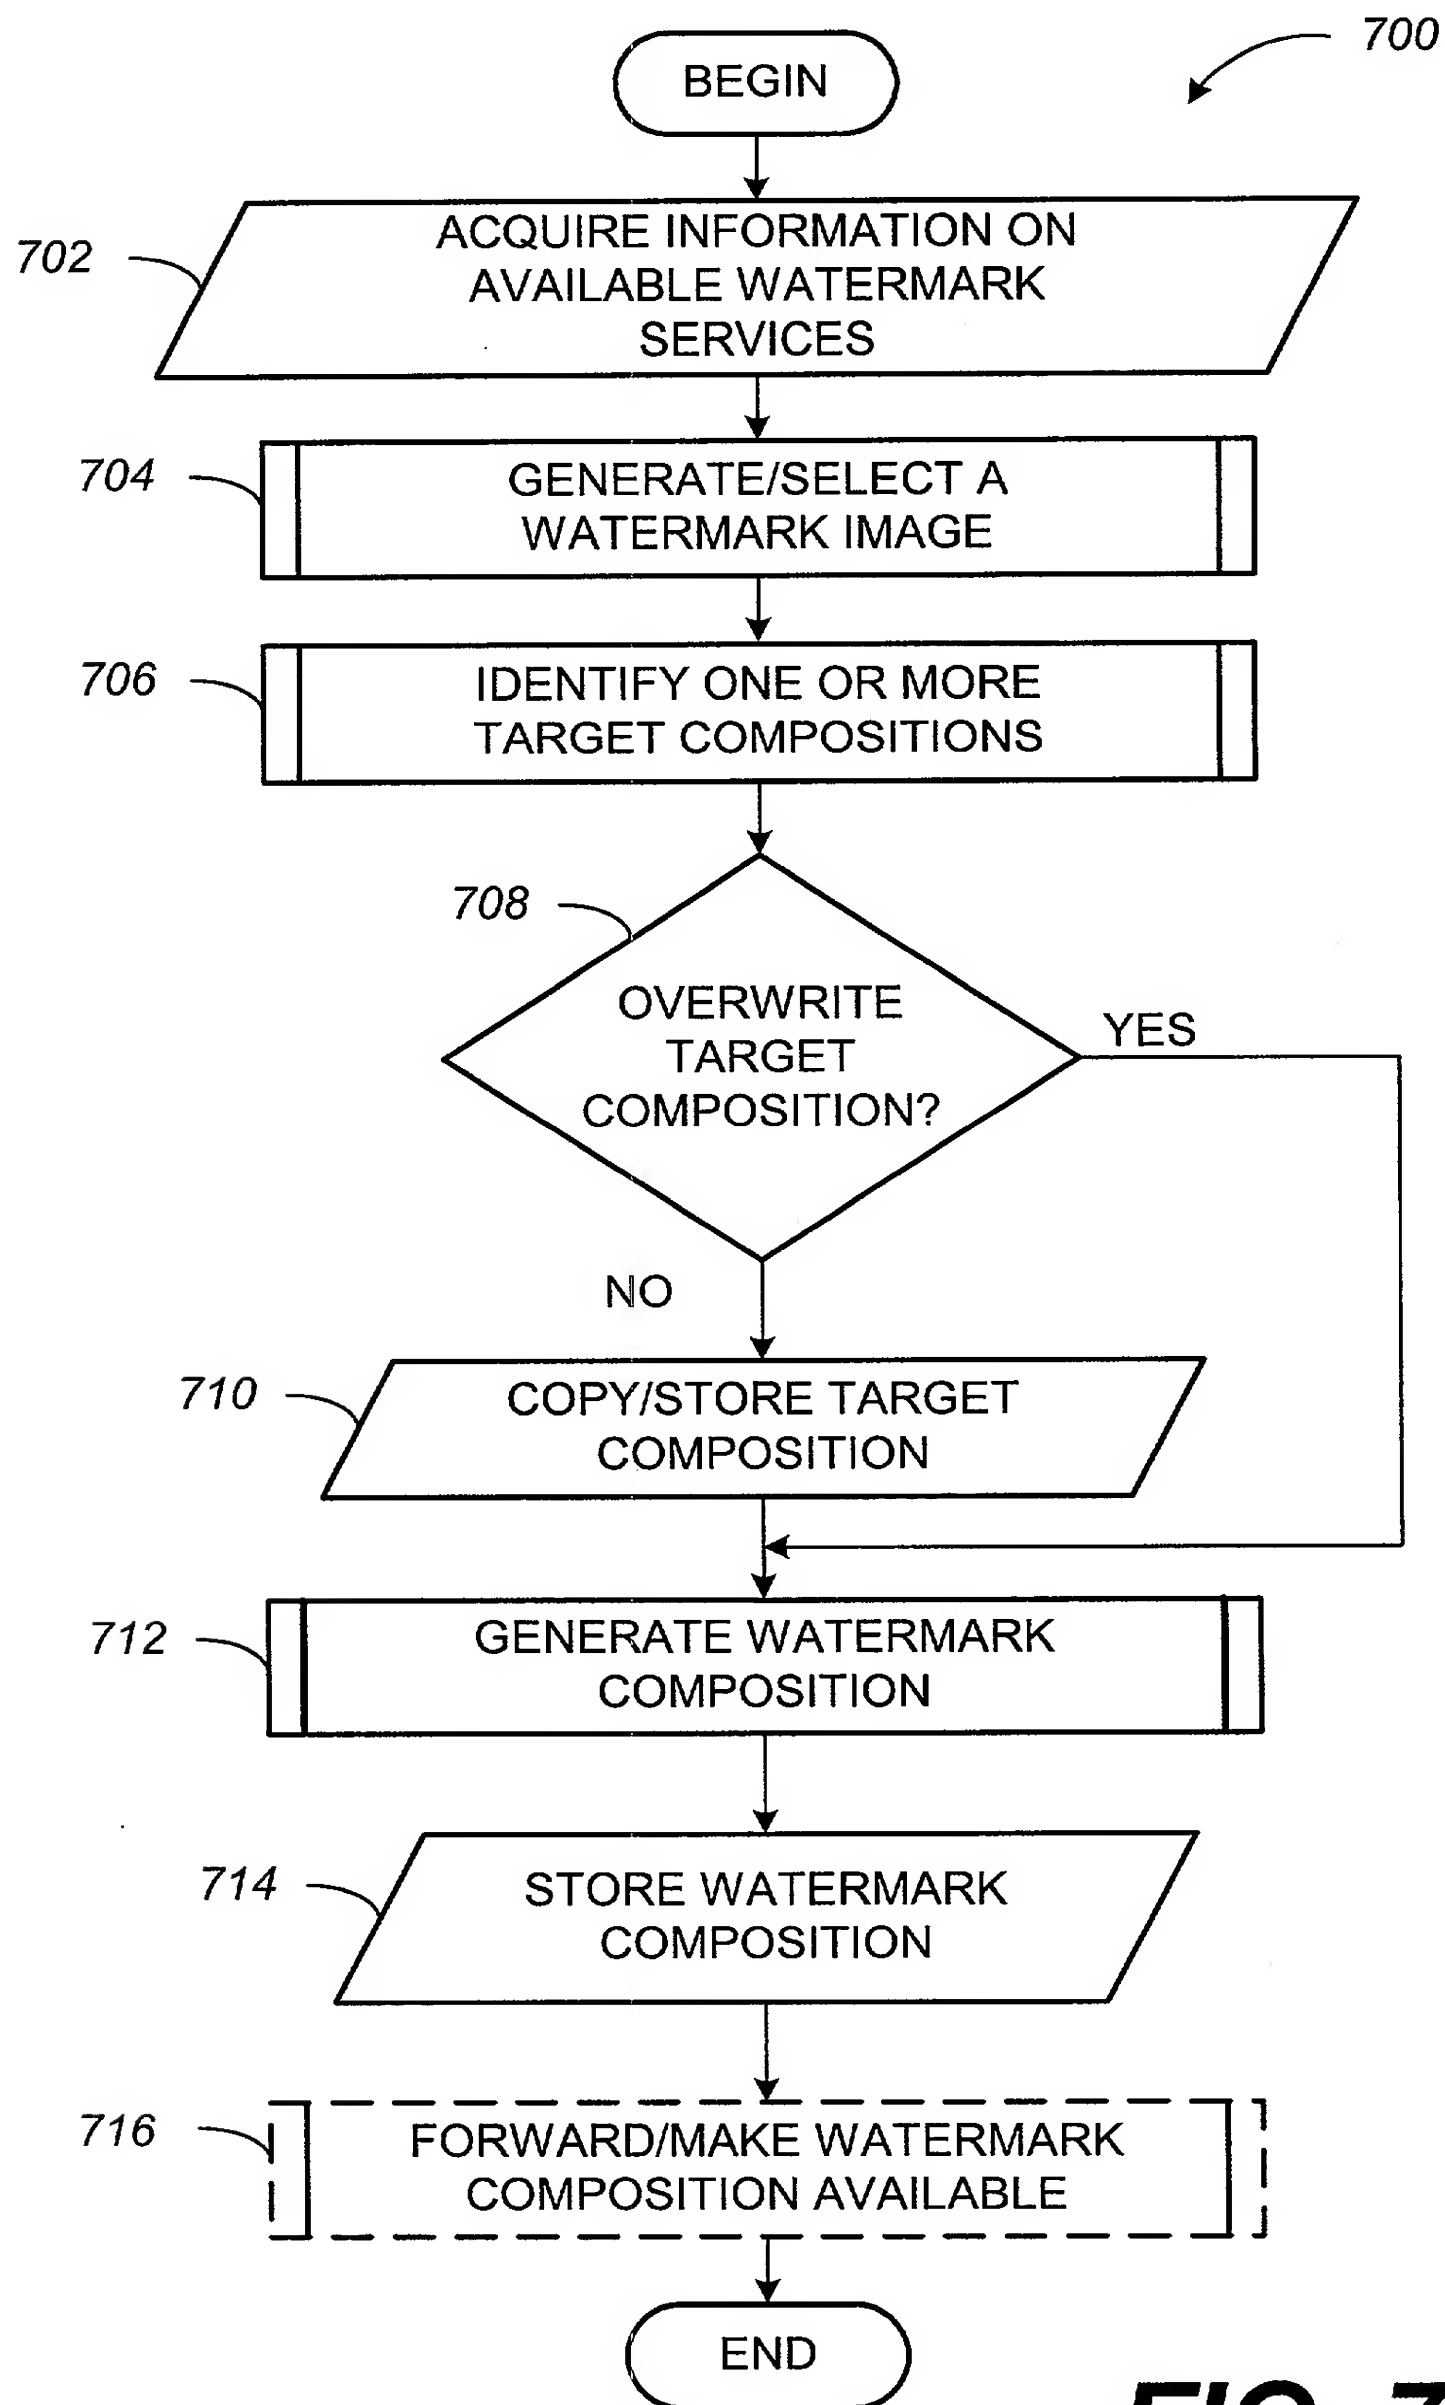 700
BEGIN
702
ACQUIRE INFORMATION ON
AVAILABLE WATERMARK
SERVICES
704
GENERATE/SELECT A
WATERMARK IMAGE
706
IDENTIFY ONE OR MORE
TARGET COMPOSITIONS
708
OVERWRITE
TARGET
COMPOSITION?
YES
NO
710
COPY/STORE TARGET
COMPOSITION
712
GENERATE WATERMARK
COMPOSITION
714
STORE WATERMARK
COMPOSITION
716
FORWARD/MAKE WATERMARK
COMPOSITION AVAILABLE
END
FIG. 7